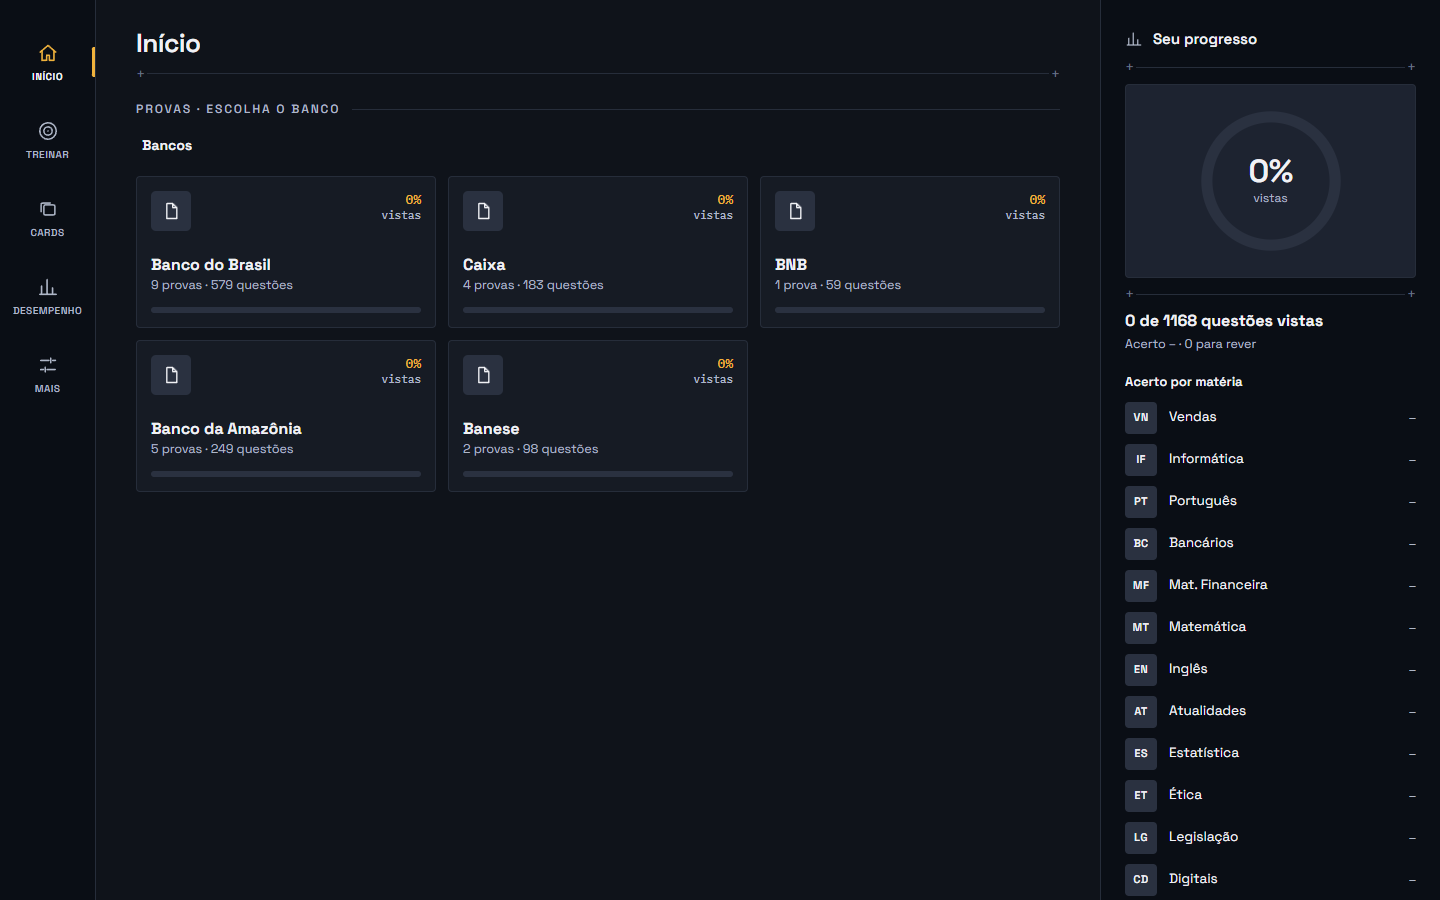 INÍCIO
TREINAR
CARDS
DESEMPENHO
MAIS
Início
PROVAS · ESCOLHA O BANCO
Bancos
0%
vistas
Banco do Brasil
9 provas · 579 questões
0%
vistas
Caixa
4 provas · 183 questões
0%
vistas
BNB
1 prova · 59 questões
0%
vistas
Banco da Amazônia
5 provas · 249 questões
0%
vistas
Banese
2 provas · 98 questões
Seu progresso
0%
vistas
0 de 1168 questões vistas
Acerto – · 0 para rever
Acerto por matéria
VN Vendas –
IF Informática –
PT Português –
BC Bancários –
MF Mat. Financeira –
MT Matemática –
EN Inglês –
AT Atualidades –
ES Estatística –
ET Ética –
LG Legislação –
CD Digitais –